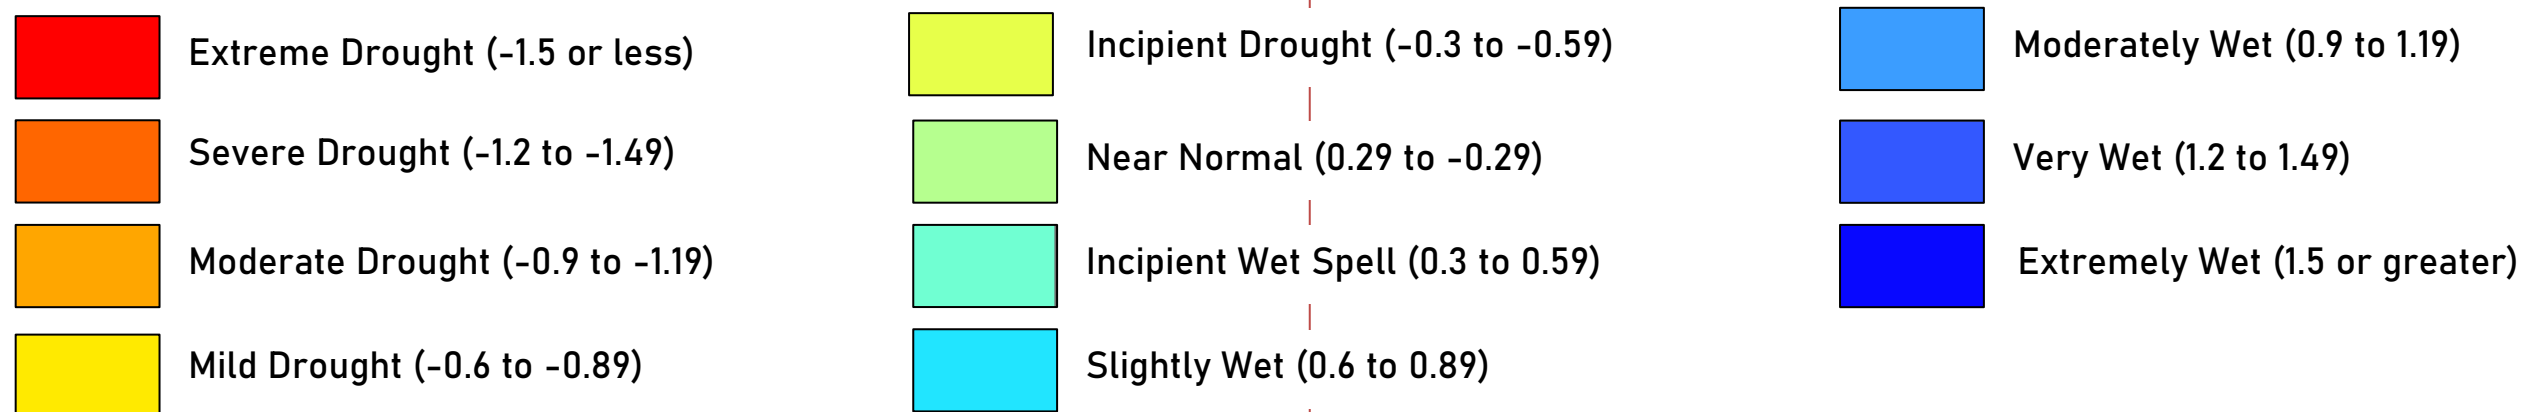 Extreme Drought (-1.5 or less)
Severe Drought (-1.2 to -1.49)
Moderate Drought (-0.9 to -1.19)
Mild Drought (-0.6 to -0.89)
Incipient Drought (-0.3 to -0.59)
Near Normal (0.29 to -0.29)
Incipient Wet Spell (0.3 to 0.59)
Slightly Wet (0.6 to 0.89)
Moderately Wet (0.9 to 1.19)
Very Wet (1.2 to 1.49)
Extremely Wet (1.5 or greater)